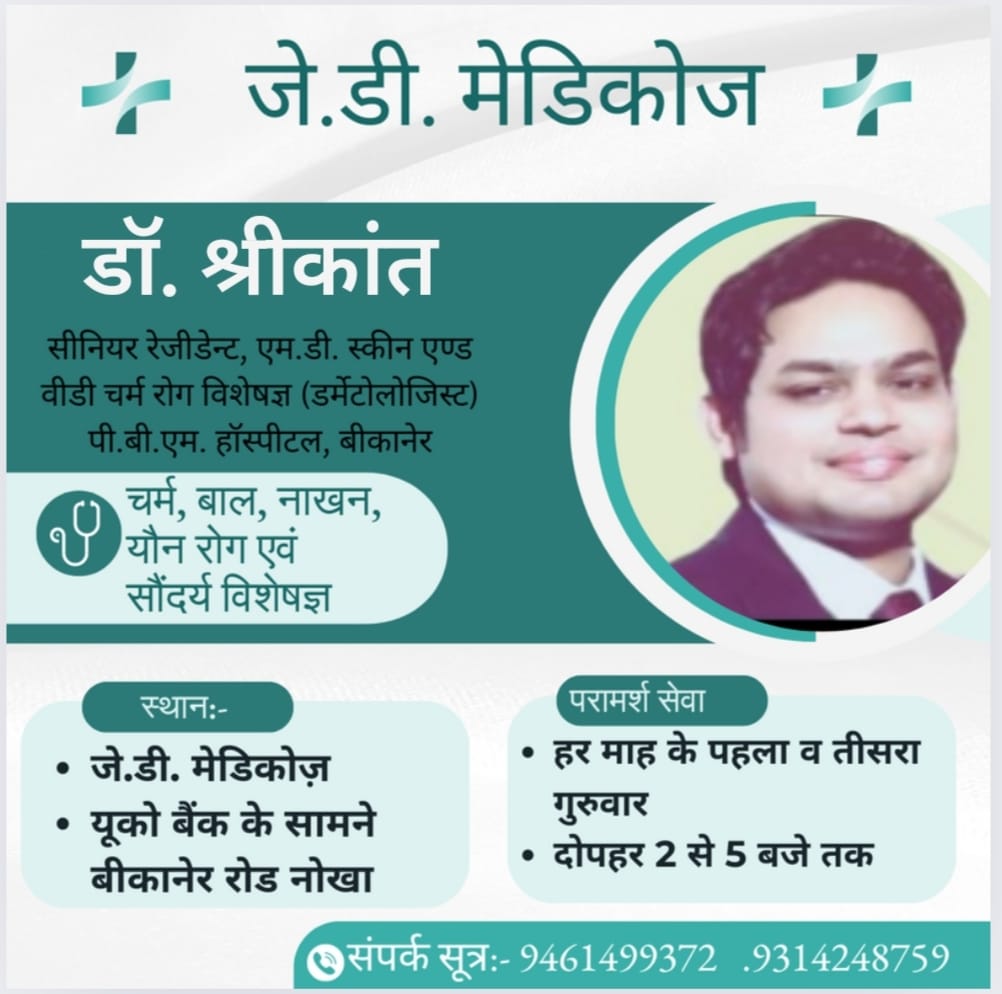 जे.डी. मेडिकोज
डॉ. श्रीकांत
सीनियर रेजीडेन्ट, एम.डी. स्कीन एण्ड
वीडी चर्म रोग विशेषज्ञ (डर्मेटोलोजिस्ट)
पी.बी.एम. हॉस्पीटल, बीकानेर
चर्म, बाल, नाखन,
यौन रोग एवं
सौंदर्य विशेषज्ञ
स्थान:-
• जे.डी. मेडिकोज़
• यूको बैंक के सामने
बीकानेर रोड नोखा
परामर्श सेवा
• हर माह के पहला व तीसरा
गुरुवार
• दोपहर 2 से 5 बजे तक
संपर्क सूत्र:- 9461499372 .9314248759